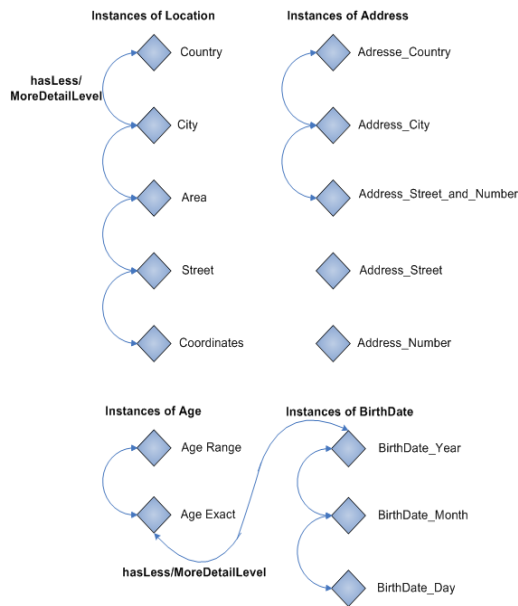 Instances of Location
Instances of Address
Country
Adresse_Country
hasLess/
MoreDetailLevel
City
Address_City
Area
Address_Street_and_Number
Street
Address_Street
Coordinates
Address_Number
Instances of Age
Instances of BirthDate
Age Range
BirthDate_Year
Age Exact
BirthDate_Month
hasLess/MoreDetailLevel
BirthDate_Day